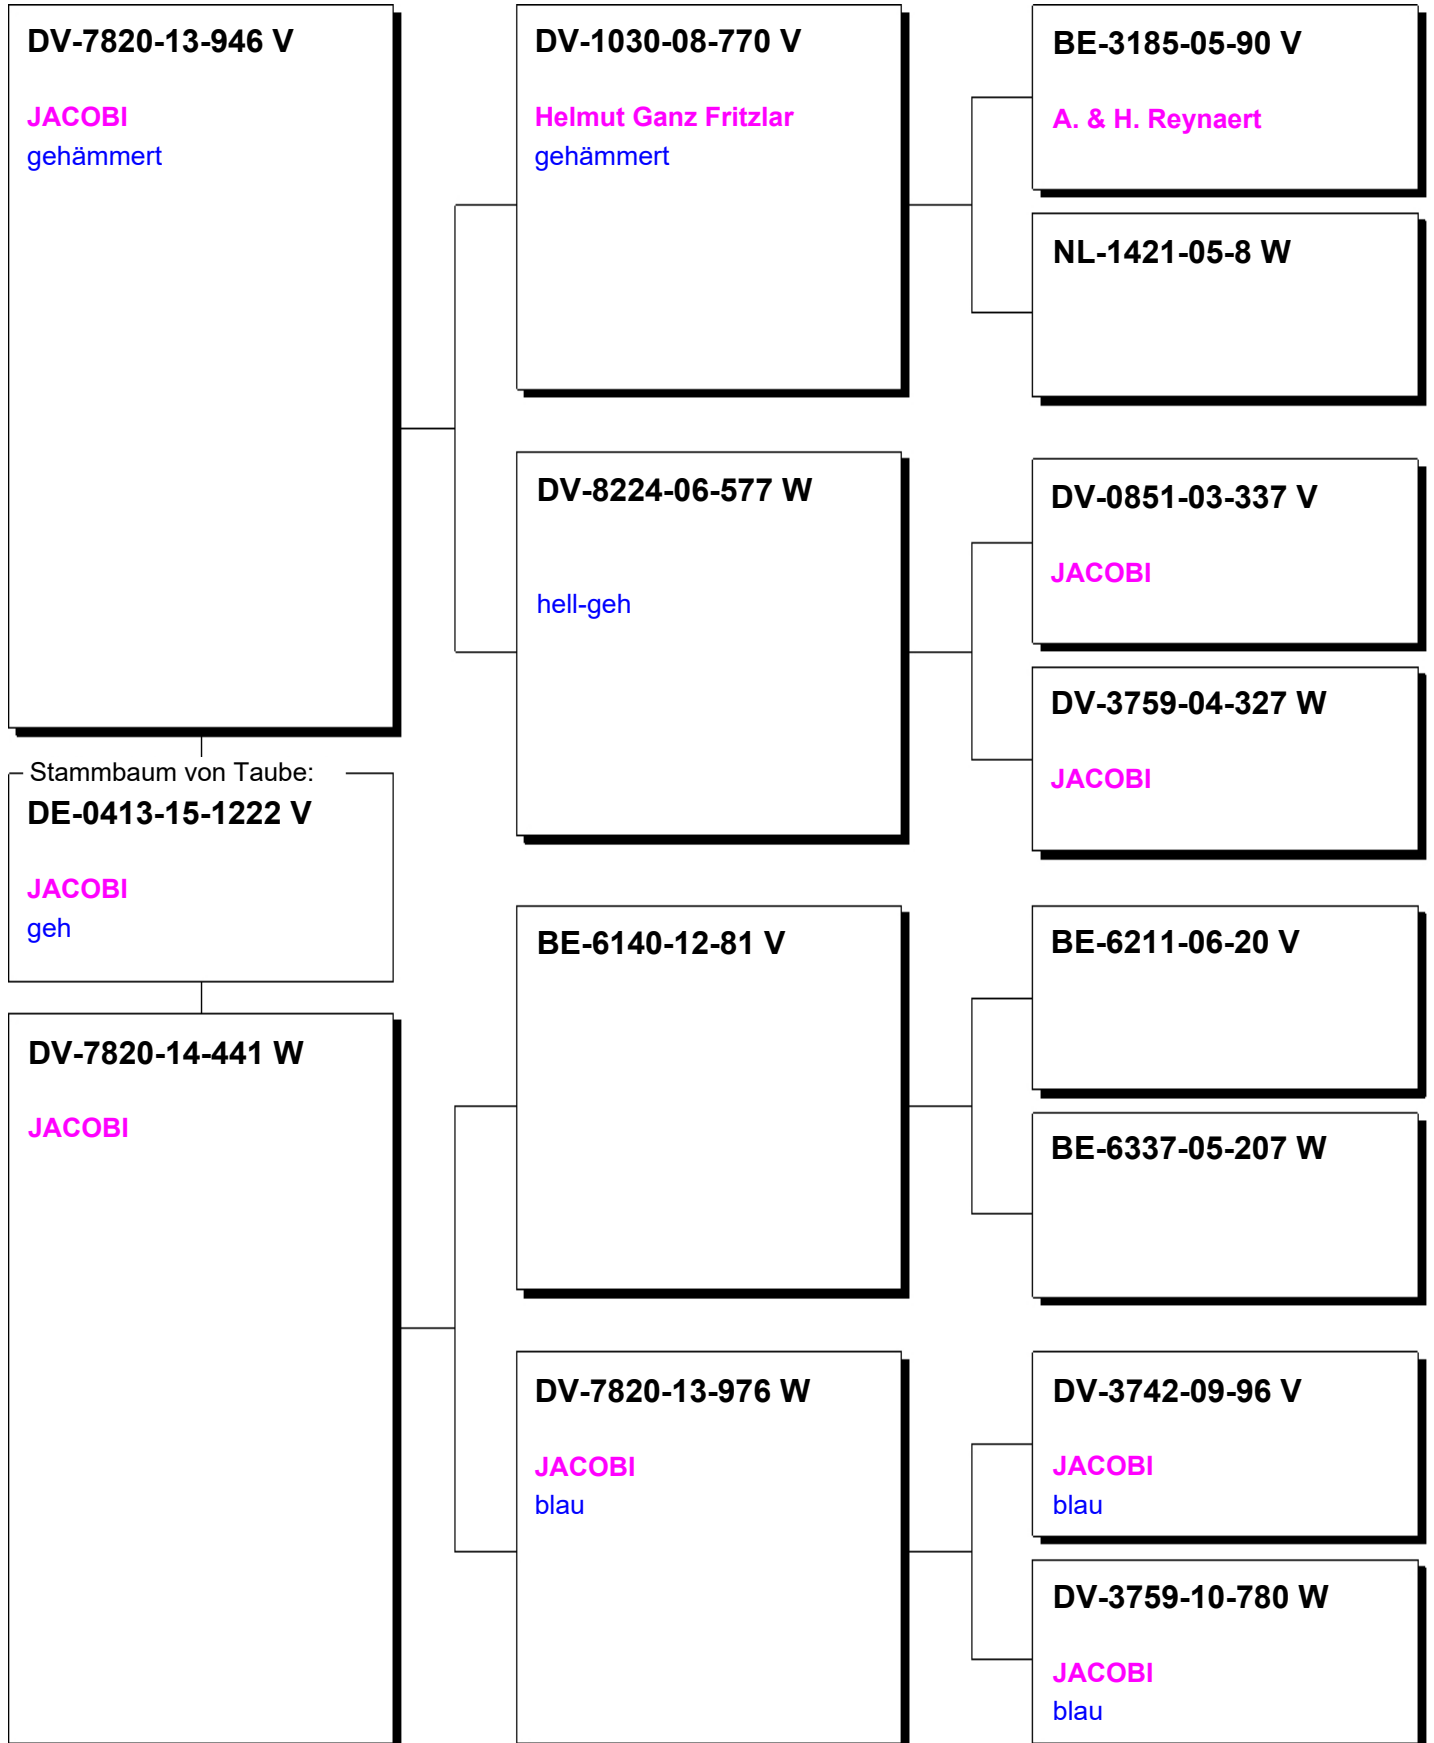 DV-7820-13-946 V
JACOBI
gehämmert
Stammbaum von Taube:
DE-0413-15-1222 V
JACOBI
geh
DV-7820-14-441 W
JACOBI
DV-1030-08-770 V
Helmut Ganz Fritzlar
gehämmert
DV-8224-06-577 W
hell-geh
BE-6140-12-81 V
DV-7820-13-976 W
JACOBI
blau
BE-3185-05-90 V
A. & H. Reynaert
NL-1421-05-8 W
DV-0851-03-337 V
JACOBI
DV-3759-04-327 W
JACOBI
BE-6211-06-20 V
BE-6337-05-207 W
DV-3742-09-96 V
JACOBI
blau
DV-3759-10-780 W
JACOBI
blau